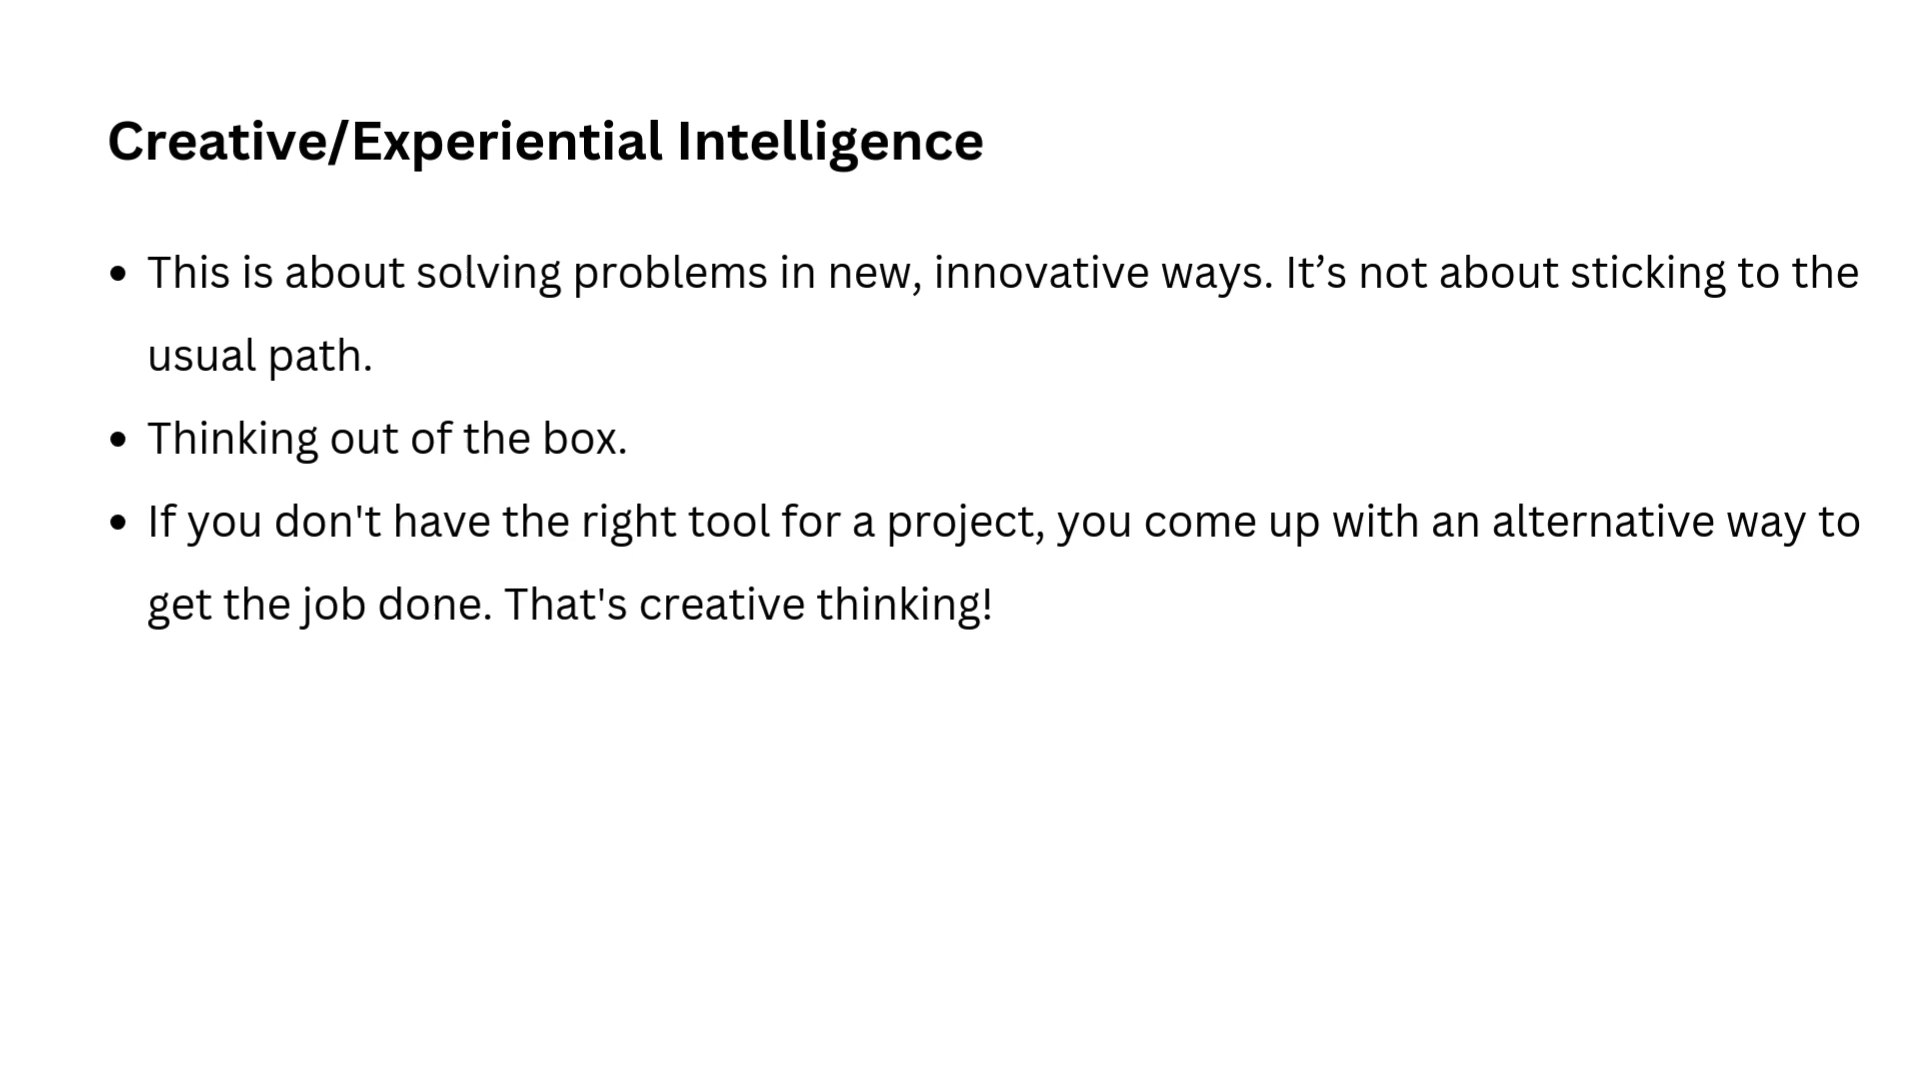 Creative/Experiential Intelligence
• This is about solving problems in new, innovative ways. It’s not about sticking to the
usual path.
• Thinking out of the box.
• If you don't have the right tool for a project, you come up with an alternative way to
get the job done. That's creative thinking!